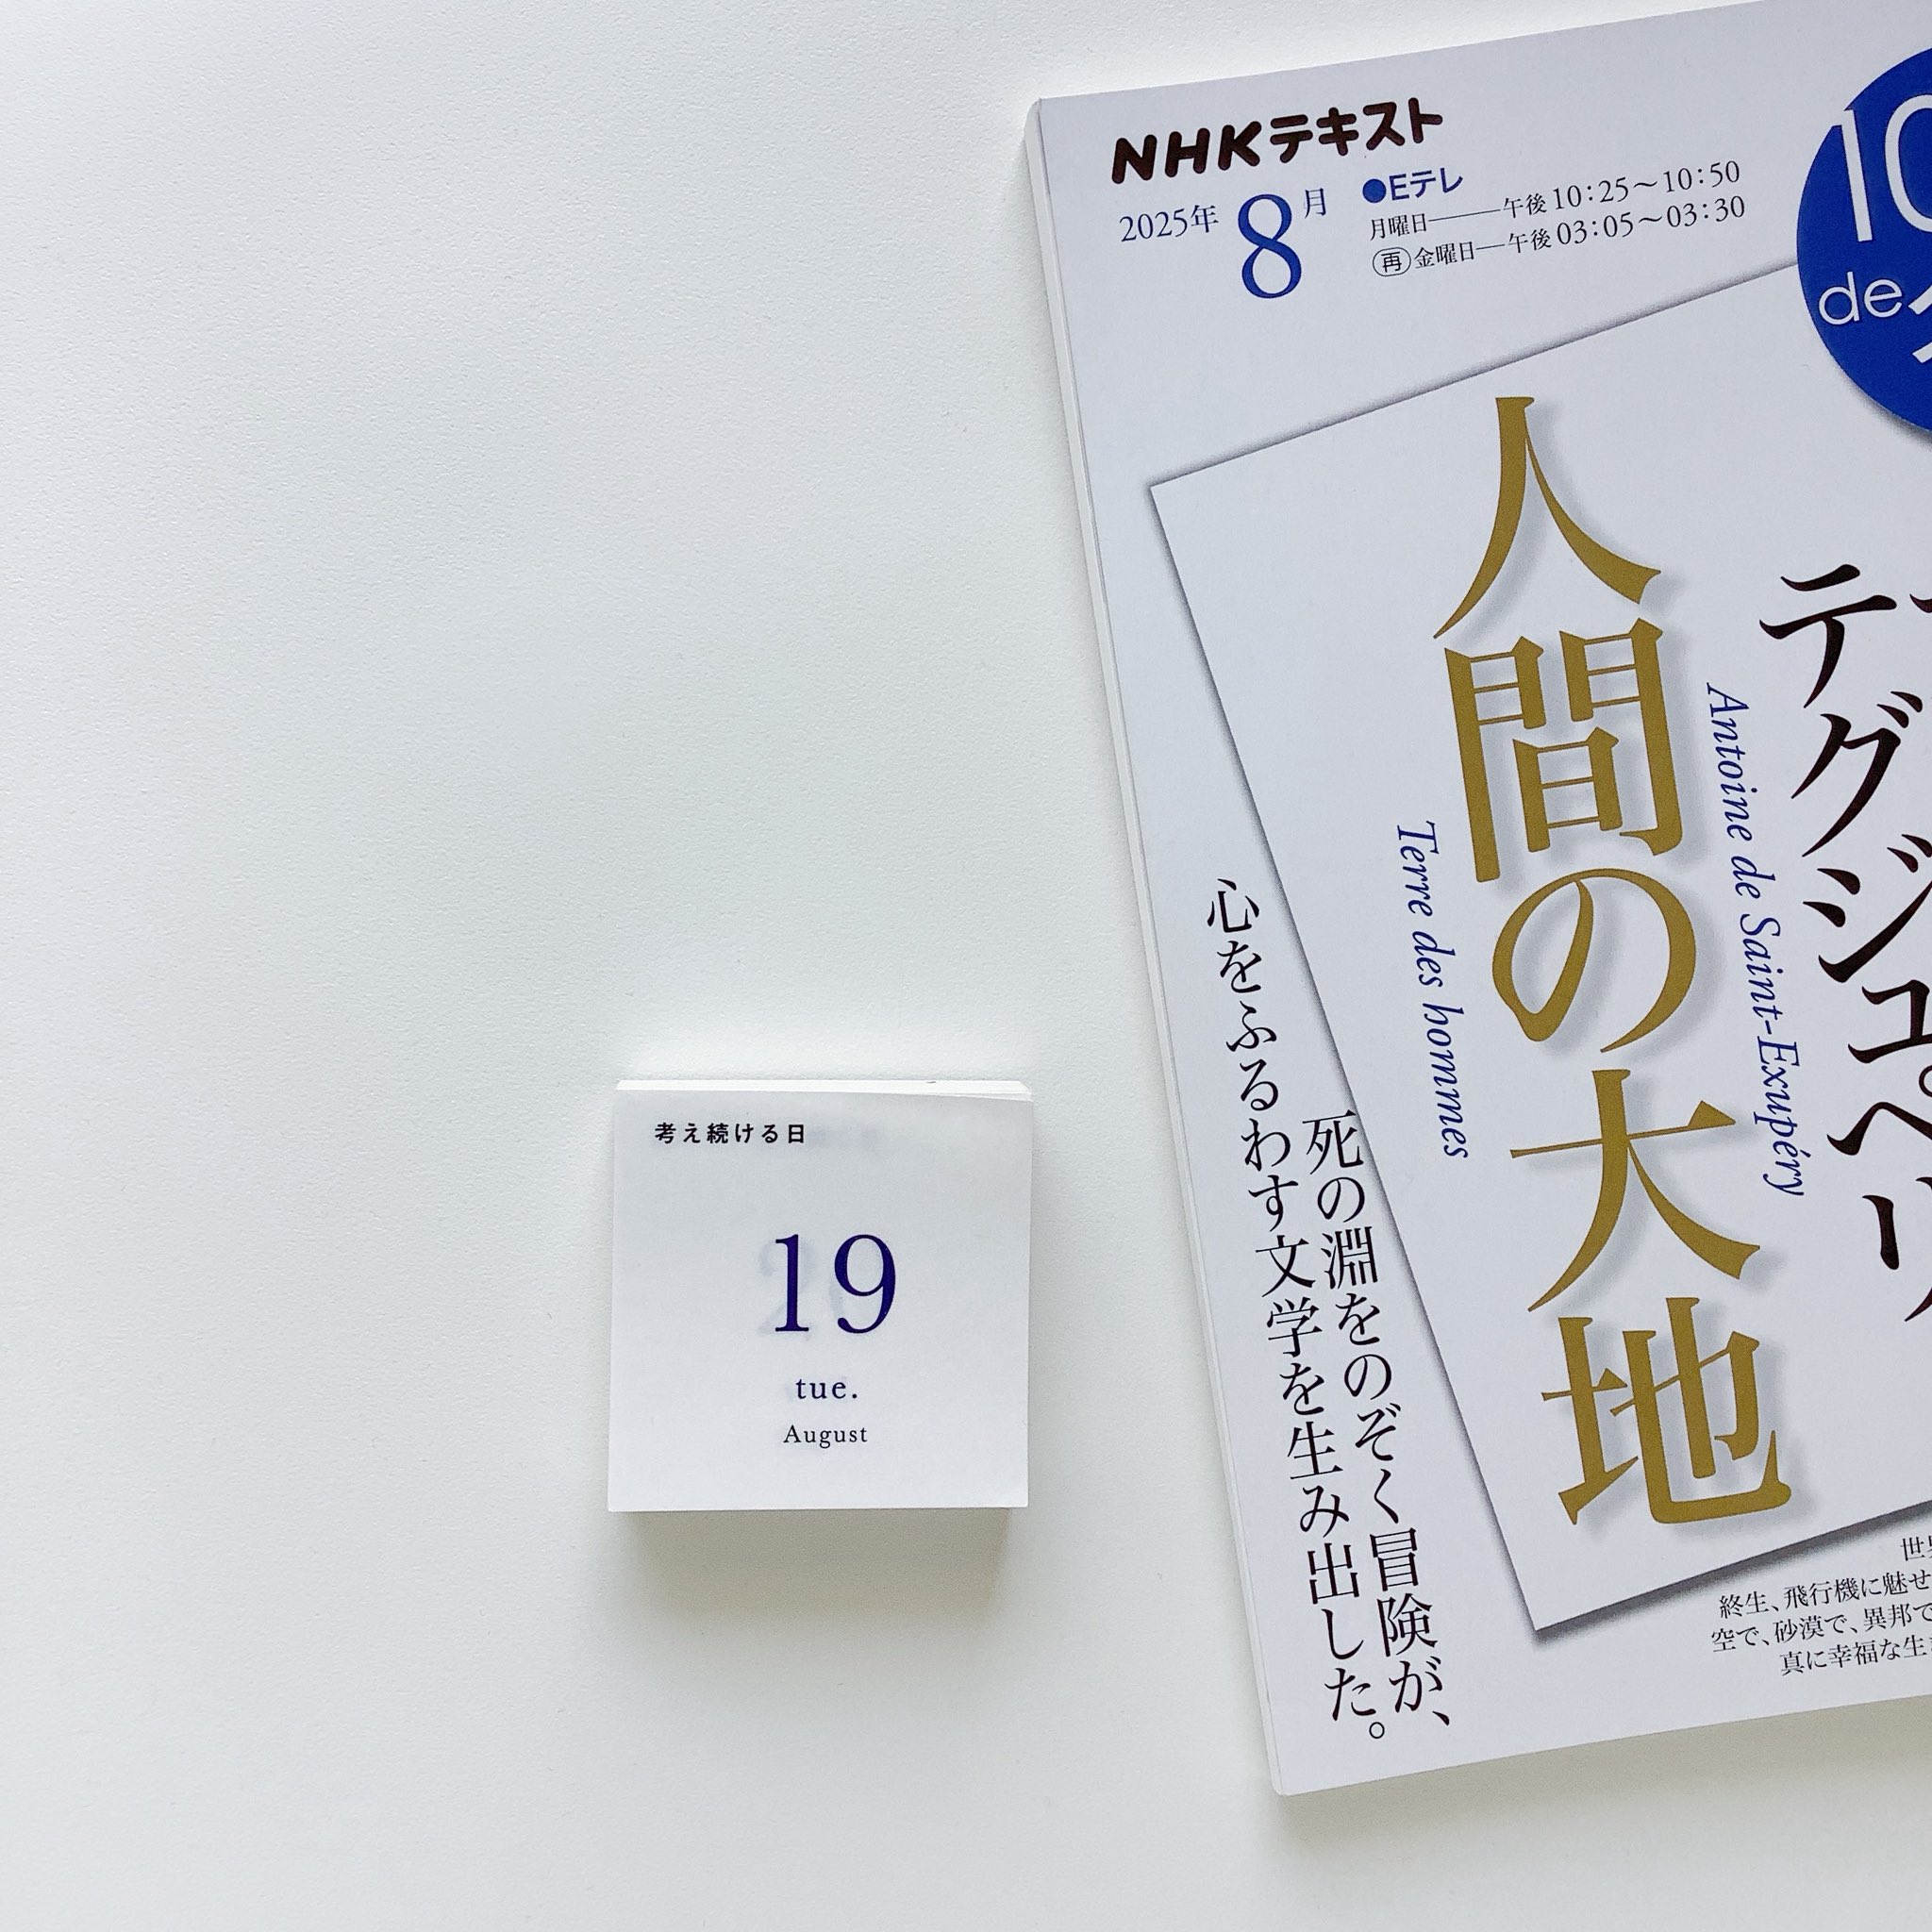 NHKテキスト
2025年 8月
●Eテレ
月曜日———午後10:25〜10:50
再 金曜日—午後03:05〜03:30
10
de
テグジュペリ
Antoine de Saint-Exupéry
人間の大地
Terre des hommes
死の淵をのぞく冒険が、
心をふるわす文学を生み出した。
終生、飛行機に魅せ
空で、砂漠で、異邦で
真に幸福な生
考え続ける日
19
tue.
August